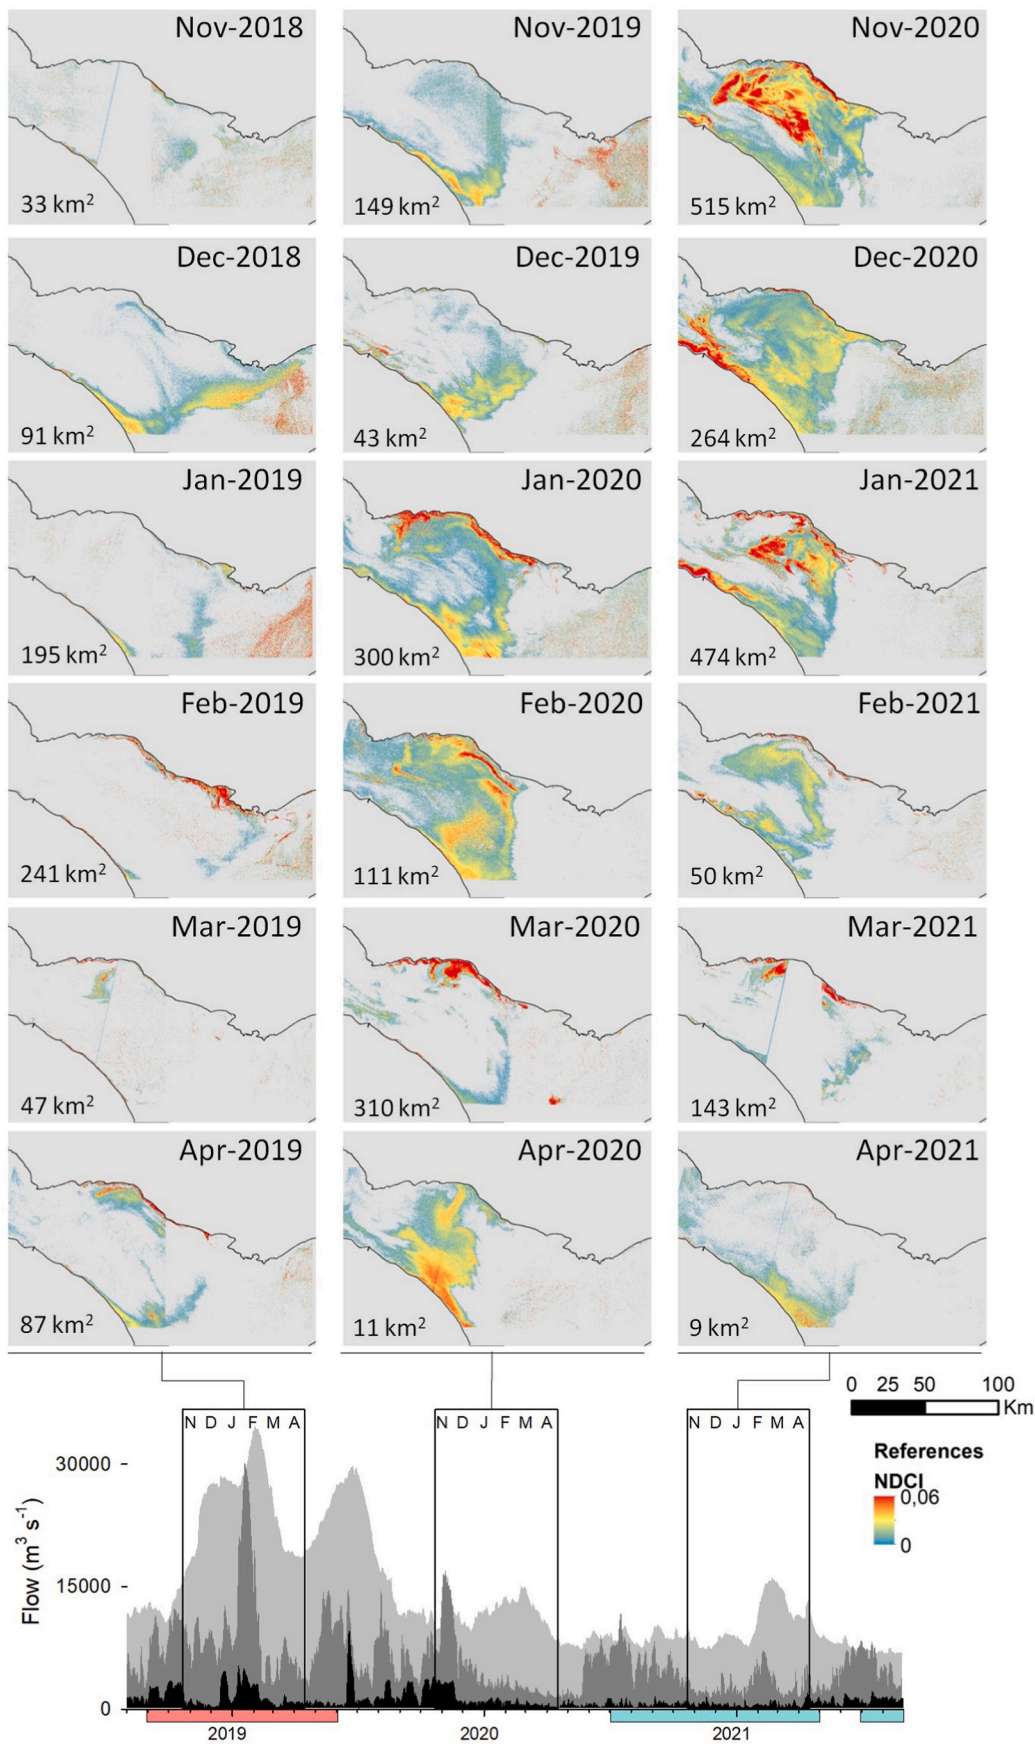 Nov-2018
Nov-2019
Nov-2020
33 km²
149 km²
515 km²
Dec-2018
Dec-2019
Dec-2020
91 km²
43 km²
264 km²
Jan-2019
Jan-2020
Jan-2021
195 km²
300 km²
474 km²
Feb-2019
Feb-2020
Feb-2021
241 km²
111 km²
50 km²
Mar-2019
Mar-2020
Mar-2021
47 km²
310 km²
143 km²
Apr-2019
Apr-2020
Apr-2021
87 km²
11 km²
9 km²
0 25 50 100
Km
N D J F M A
N D J F M A
N D J F M A
References
NDCI
0,06
0
Flow (m³ s⁻¹)
30000
15000
0
2019
2020
2021